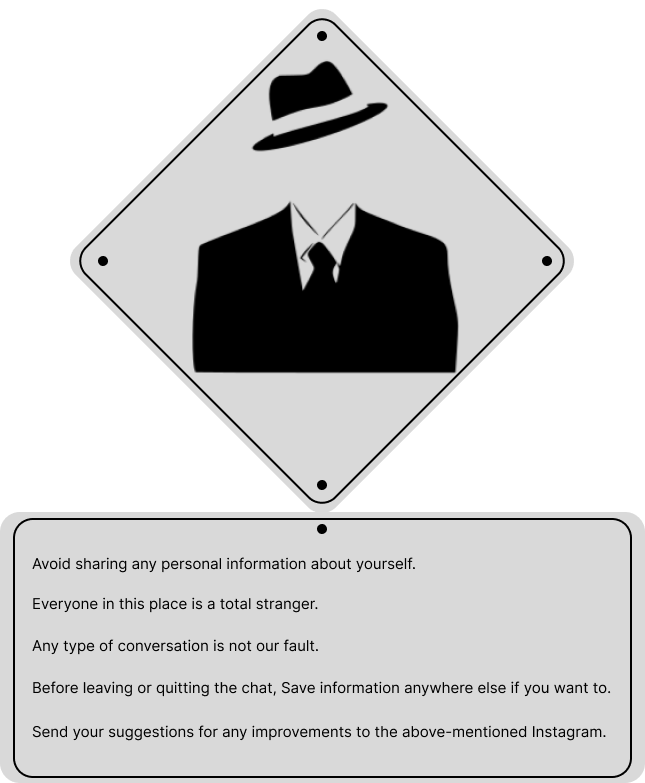 Avoid sharing any personal information about yourself.
Everyone in this place is a total stranger.
Any type of conversation is not our fault.
Before leaving or quitting the chat, Save information anywhere else if you want to.
Send your suggestions for any improvements to the above-mentioned Instagram.